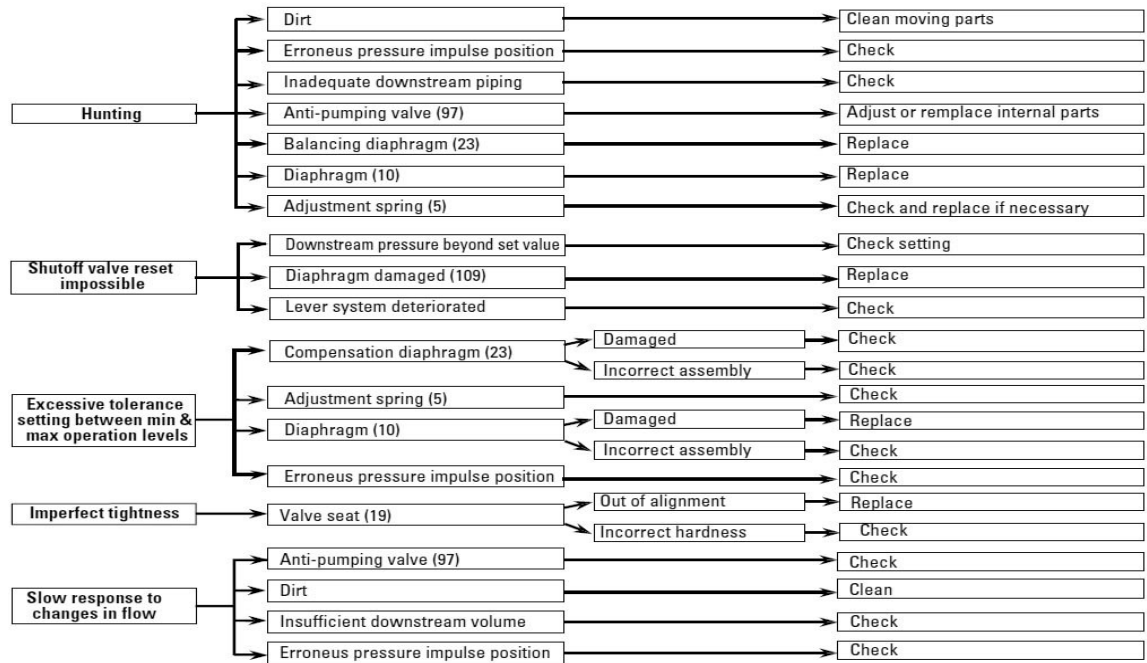 Hunting
Dirt
Clean moving parts
Erroneus pressure impulse position
Check
Inadequate downstream piping
Check
Anti-pumping valve (97)
Adjust or remplace internal parts
Balancing diaphragm (23)
Replace
Diaphragm (10)
Replace
Adjustment spring (5)
Check and replace if necessary
Shutoff valve reset
impossible
Downstream pressure beyond set value
Check setting
Diaphragm damaged (109)
Replace
Lever system deteriorated
Check
Excessive tolerance
setting between min &
max operation levels
Compensation diaphragm (23)
Damaged
Check
Incorrect assembly
Check
Adjustment spring (5)
Check
Diaphragm (10)
Damaged
Replace
Incorrect assembly
Check
Erroneus pressure impulse position
Check
Imperfect tightness
Valve seat (19)
Out of alignment
Replace
Incorrect hardness
Check
Slow response to
changes in flow
Anti-pumping valve (97)
Check
Dirt
Clean
Insufficient downstream volume
Check
Erroneus pressure impulse position
Check